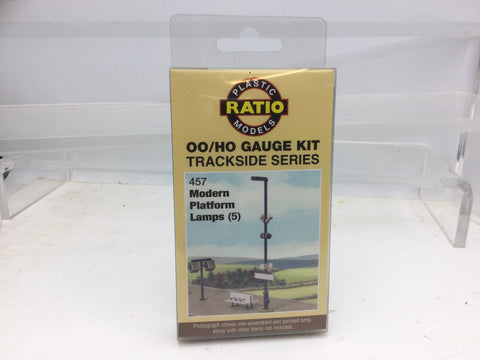 PLASTIC
RATIO
MODELS
OO/HO GAUGE KIT
TRACKSIDE SERIES
457
Modern
Platform
Lamps (5)
Photograph shows one assembled and painted lamp,
along with other items not included.